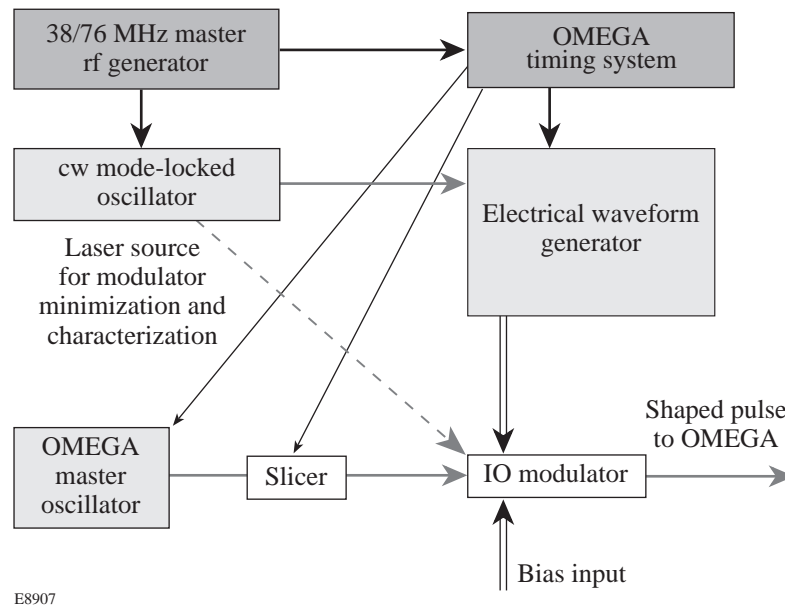 38/76 MHz master
rf generator
OMEGA
timing system
cw mode-locked
oscillator
Electrical waveform
generator
Laser source
for modulator
minimization and
characterization
Shaped pulse
to OMEGA
OMEGA
master
oscillator
Slicer
IO modulator
Bias input
E8907